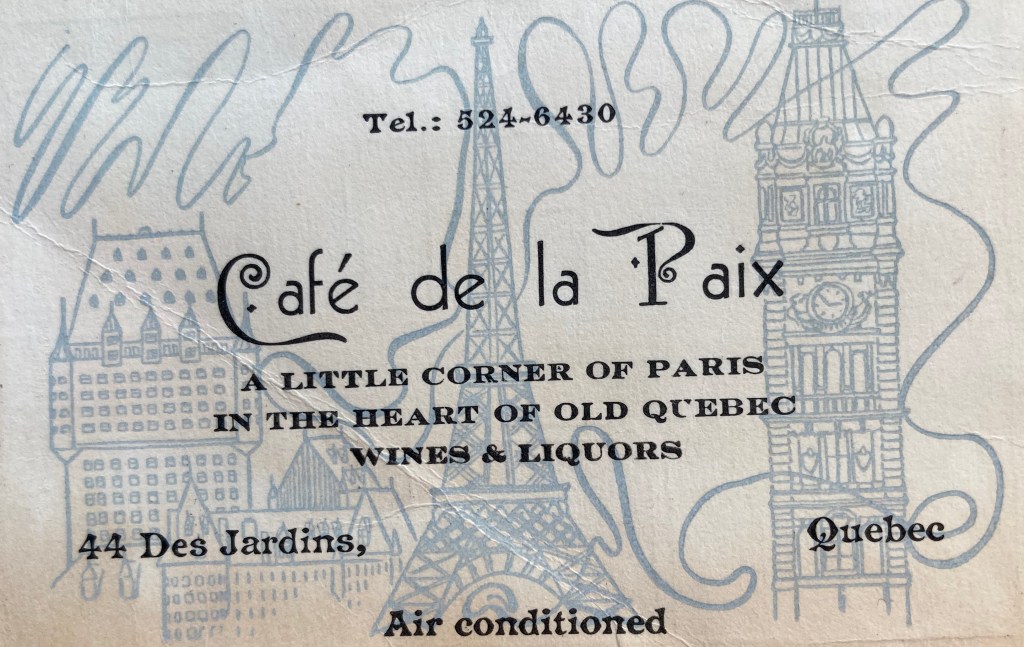 Tel.: 524-6430
Café de la Paix
A LITTLE CORNER OF PARIS
IN THE HEART OF OLD QUEBEC
WINES & LIQUORS
44 Des Jardins, Quebec
Air conditioned